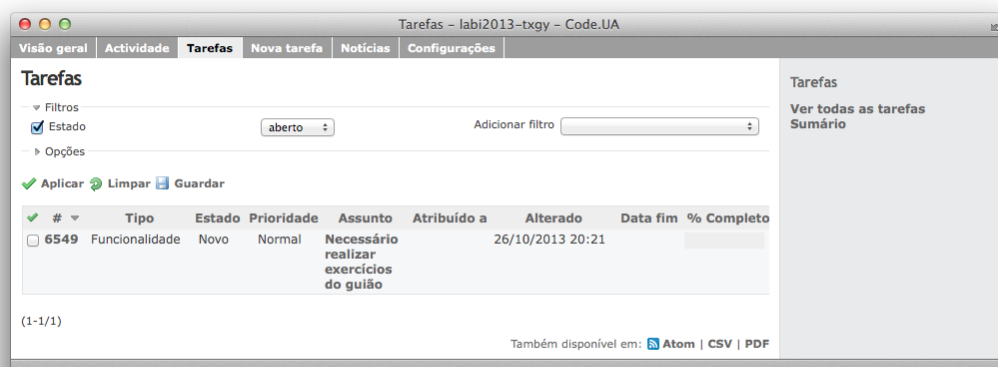 Tarefas – labi2013-txgy – Code.UA
Visão geral Actividade Tarefas Nova tarefa Notícias Configurações
Tarefas
Filtros
Estado aberto Adicionar filtro
Opções
Aplicar Limpar Guardar
# Tipo Estado Prioridade Assunto Atribuído a Alterado Data fim % Completo
6549 Funcionalidade Novo Normal Necessário 26/10/2013 20:21
realizar
exercícios
do guião
(1-1/1)
Também disponível em: Atom | CSV | PDF
Tarefas
Ver todas as tarefas
Sumário